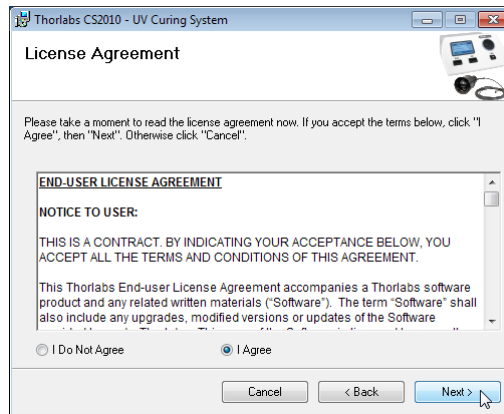 Thorlabs CS2010 - UV Curing System
License Agreement
Please take a moment to read the license agreement now. If you accept the terms below, click "I
Agree", then "Next". Otherwise click "Cancel".
END-USER LICENSE AGREEMENT
NOTICE TO USER:
THIS IS A CONTRACT. BY INDICATING YOUR ACCEPTANCE BELOW, YOU
ACCEPT ALL THE TERMS AND CONDITIONS OF THIS AGREEMENT.
This Thorlabs End-user License Agreement accompanies a Thorlabs software
product and any related written materials (“Software”). The term “Software” shall
also include any upgrades, modified versions or updates of the Software
I Do Not Agree
I Agree
Cancel
< Back
Next >